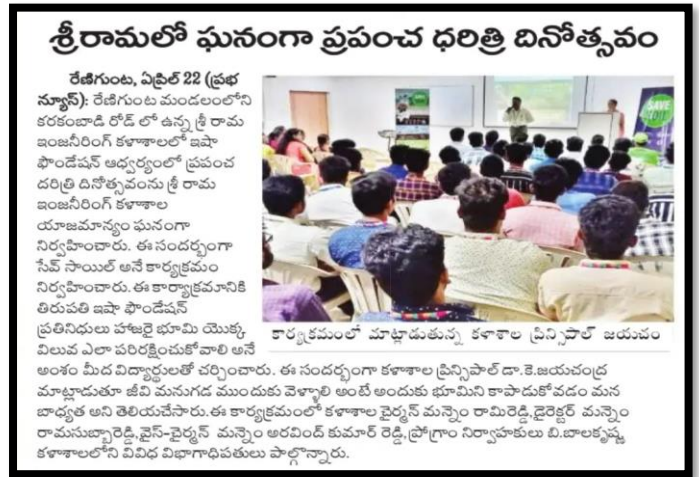 శ్రీరామలో ఘనంగా ప్రపంచ ధరిత్రి దినోత్సవం
రేణిగుంట, ఏప్రిల్ 22 (ప్రభ
న్యూస్): రేణిగుంట మండలంలోని
కరకంబాడి రోడ్ లో ఉన్న శ్రీ రామ
ఇంజనీరింగ్ కళాశాలలో ఇషా
ఫౌండేషన్ ఆధ్వర్యంలో ప్రపంచ
దరిత్రి దినోత్సవంను శ్రీ రామ
ఇంజనీరింగ్ కళాశాల
యాజమాన్యం ఘనంగా
నిర్వహించారు. ఈ సందర్భంగా
సేవ్ సాయిల్ అనే కార్యక్రమం
నిర్వహించారు. ఈ కార్యాక్రమానికి
తిరుపతి ఇషా ఫౌండేషన్
ప్రతినిధులు హాజరై భూమి యొక్క
విలువ ఎలా పరిరక్షించుకోవాలి అనే
SAVE
కార్యక్రమంలో మాట్లాడుతున్న కళాశాల ప్రిన్సిపాల్ జయచం
అంశం మీద విద్యార్థులతో చర్చించారు. ఈ సందర్భంగా కళాశాల ప్రిన్సిపాల్ డా.కె.జయచంద్ర
మాట్లాడుతూ జీవి మనుగడ ముందుకు వెళ్ళాలి అంటే అందుకు భూమిని కాపాడుకోవడం మన
బాధ్యత అని తెలియచేసారు.ఈ కార్యక్రమంలో కళాశాల చైర్మన్ మన్నెం రామిరెడ్డి,డైరెక్టర్ మన్నెం
రామసుబ్బారెడ్డి,వైస్-చైర్మన్ మన్నెం అరవింద్ కుమార్ రెడ్డి,ప్రోగ్రాం నిర్వాహకులు బి.బాలకృష్ణ
కళాశాలలోని వివిధ విభాగాధిపతులు పాల్గొన్నారు.